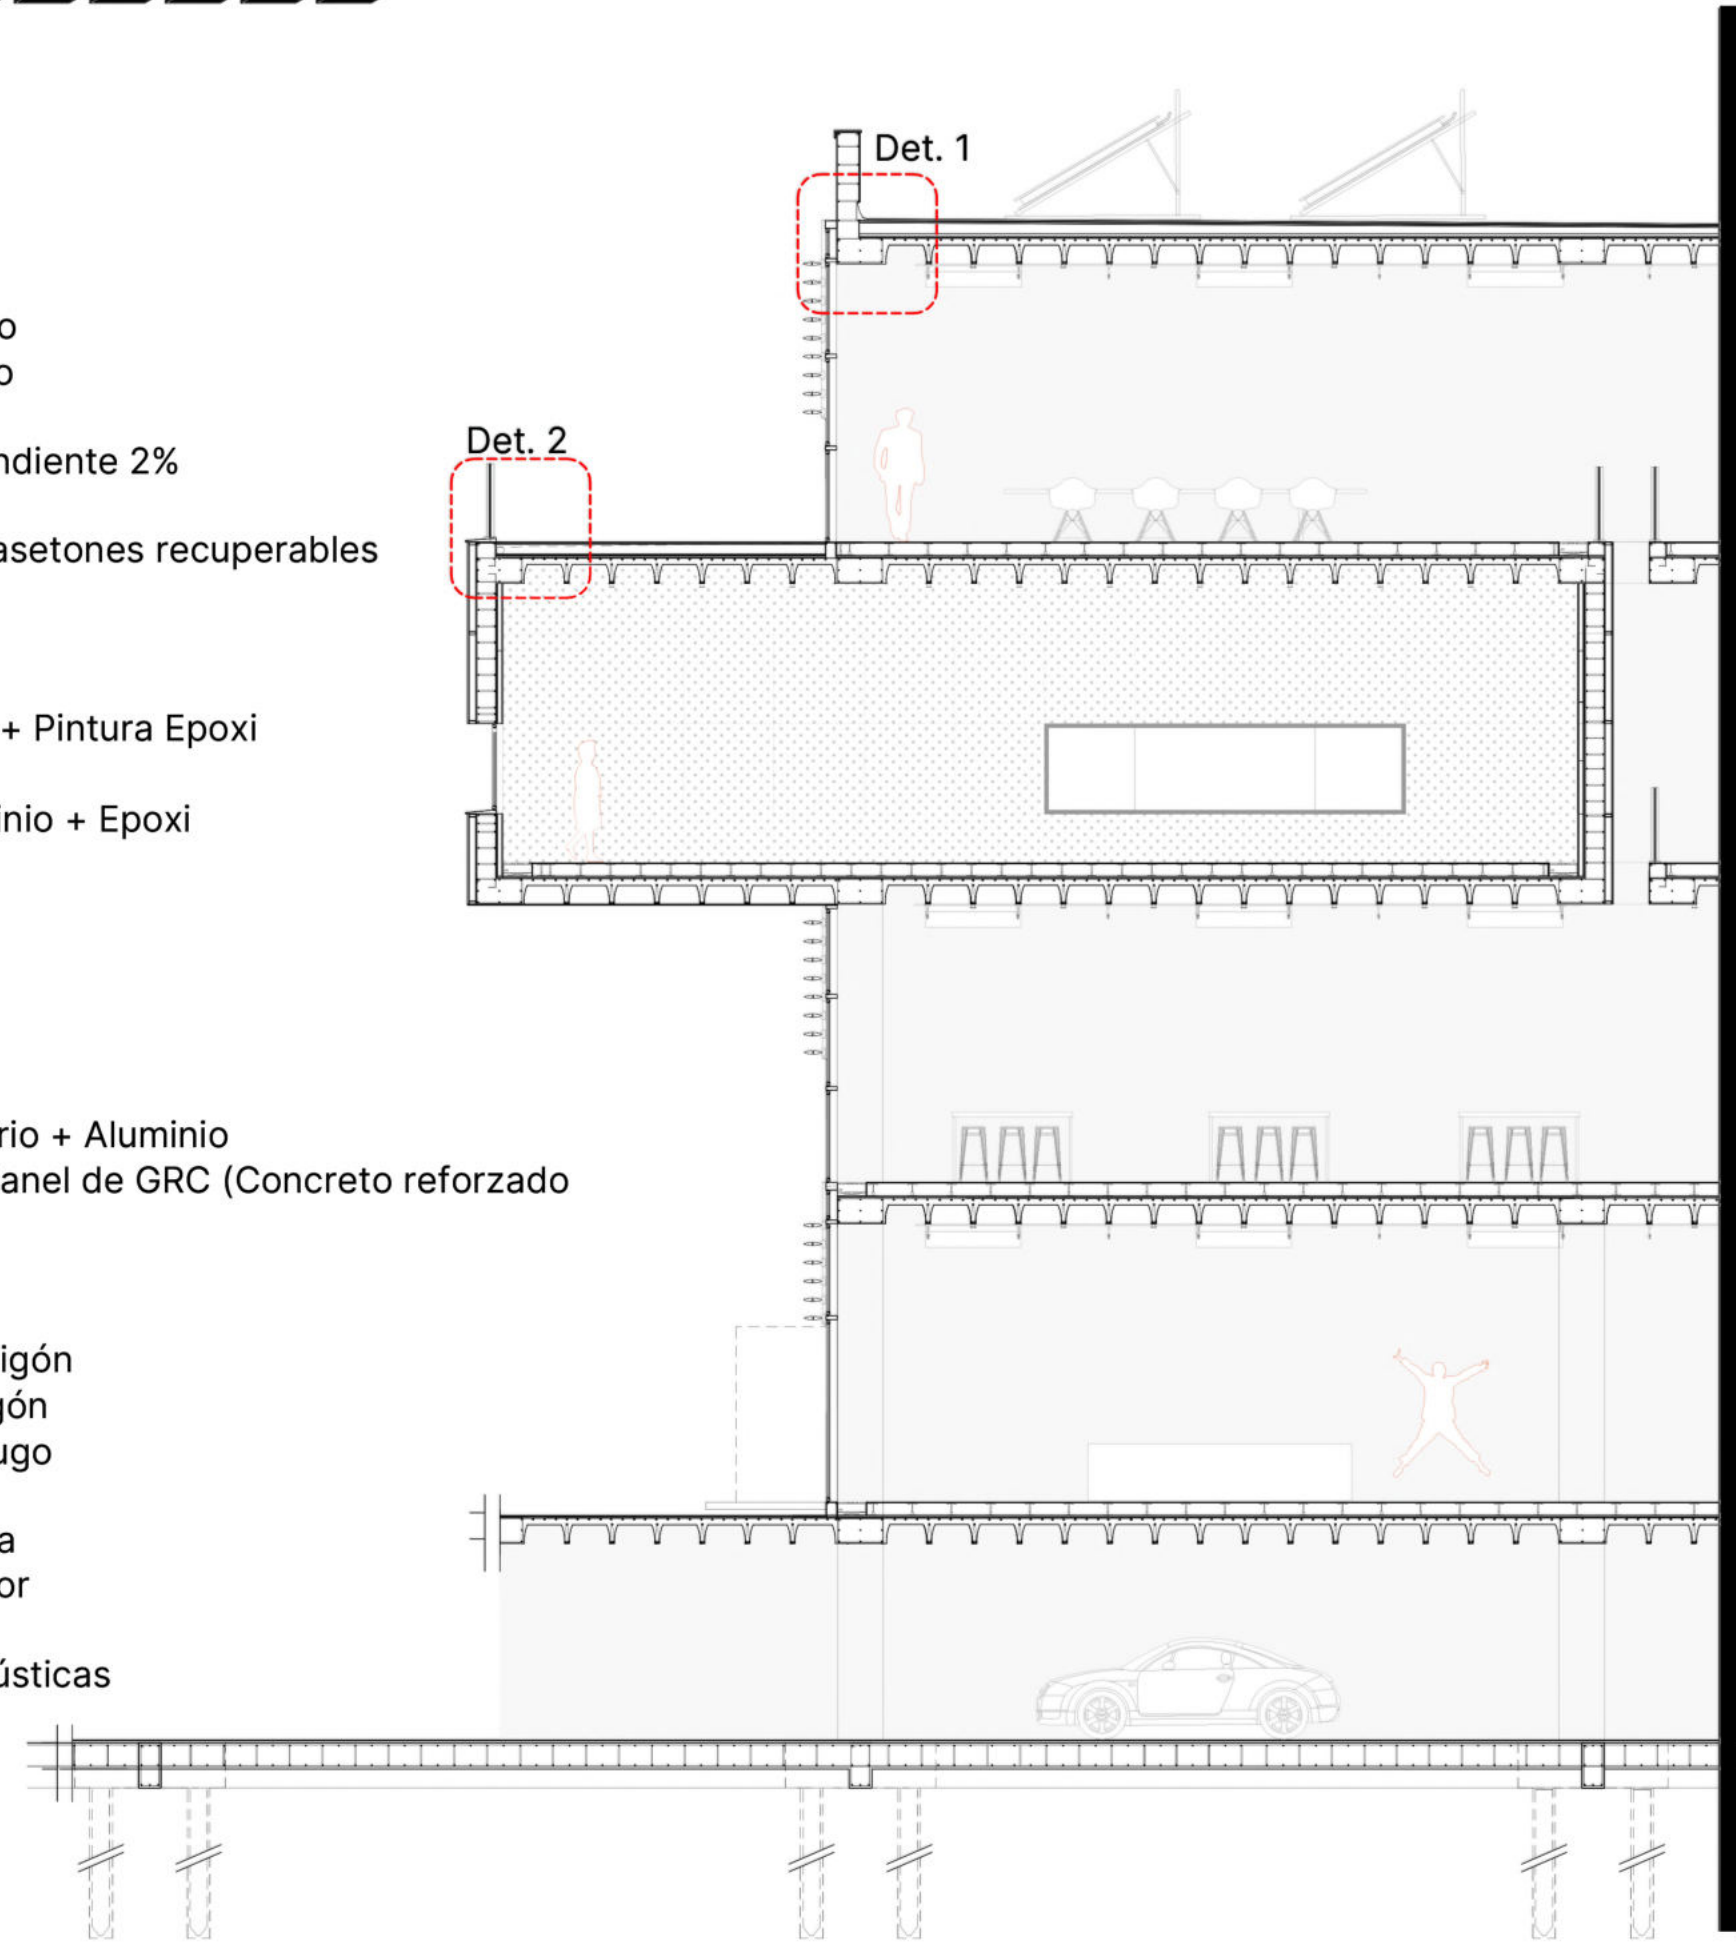 Det. 1
o
o
Det. 2
ndiente 2%
asetones recuperables
+ Pintura Epoxi
inio + Epoxi
rio + Aluminio
anel de GRC (Concreto reforzado
igón
gón
ugo
a
or
ústicas